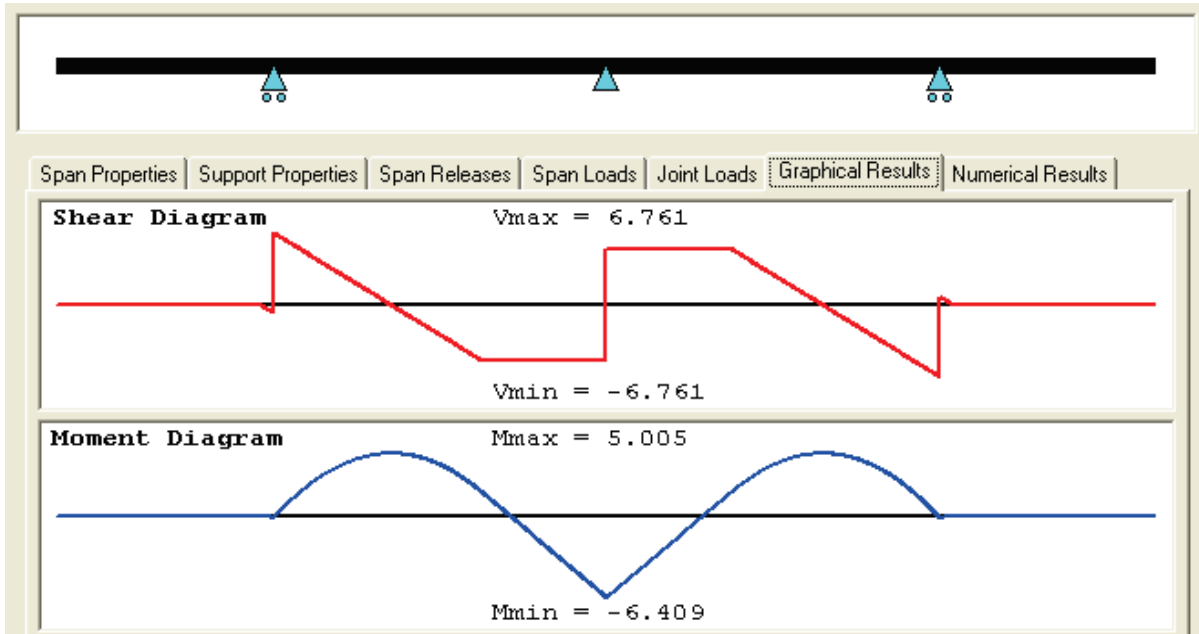 Span Properties Support Properties Span Releases Span Loads Joint Loads Graphical Results Numerical Results
Shear Diagram Vmax = 6.761
Vmin = -6.761
Moment Diagram Mmax = 5.005
Mmin = -6.409